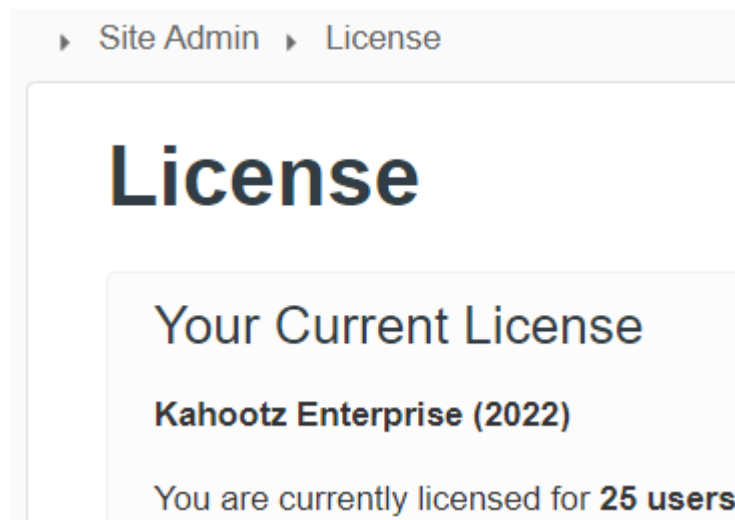 Site Admin License
License
Your Current License
Kahootz Enterprise (2022)
You are currently licensed for 25 users